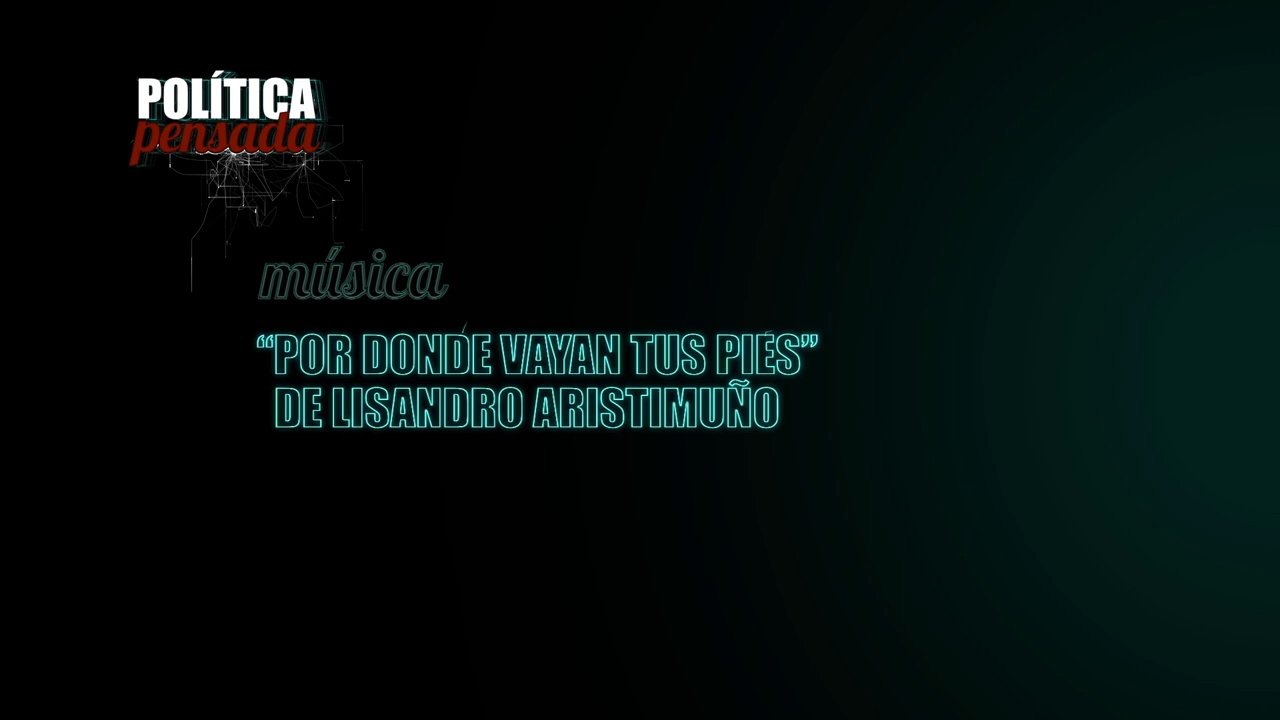 POLÍTICA
pensada
música
“POR DONDE VAYAN TUS PIES”
DE LISANDRO ARISTIMUÑO